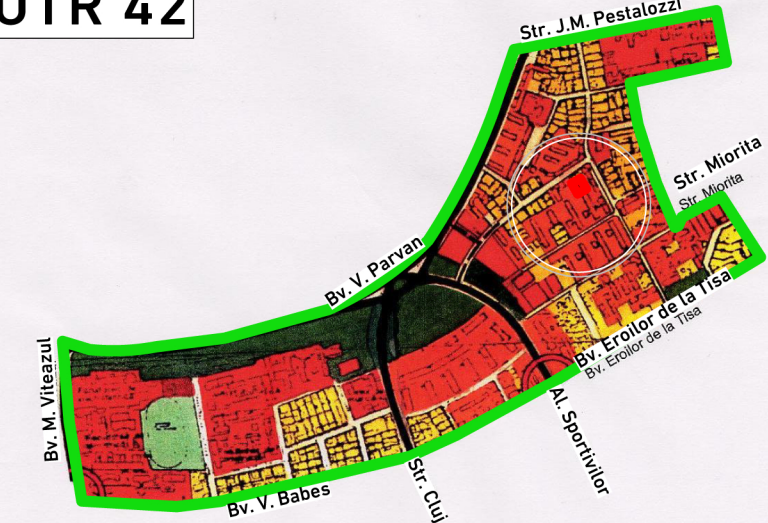 UTR 42
Str. J.M. Pestalozzi
Str. Miorita
Str. Miorita
Bv. V. Parvan
Bv. Eroilor de la Tisa
Bv. Eroilor de la Tisa
Bv. M. Viteazul
Al. Sportivilor
Str. Cluj
Bv. V. Babes